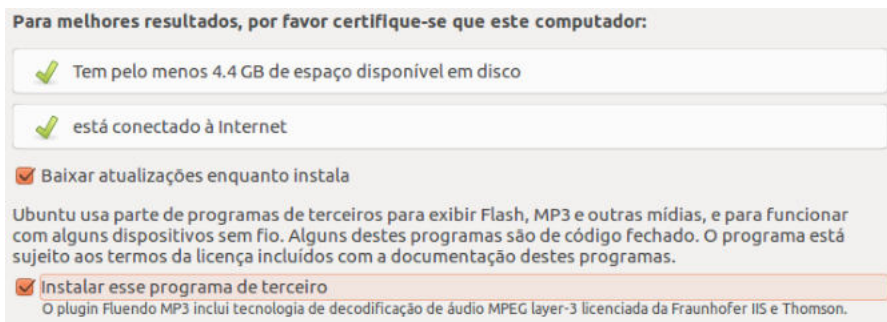 Para melhores resultados, por favor certifique-se que este computador:
Tem pelo menos 4.4 GB de espaço disponível em disco
está conectado à Internet
Baixar atualizações enquanto instala
Ubuntu usa parte de programas de terceiros para exibir Flash, MP3 e outras mídias, e para funcionar
com alguns dispositivos sem fio. Alguns destes programas são de código fechado. O programa está
sujeito aos termos da licença incluídos com a documentação destes programas.
Instalar esse programa de terceiro
O plugin Fluendo MP3 inclui tecnologia de decodificação de áudio MPEG layer-3 licenciada da Fraunhofer IIS e Thomson.